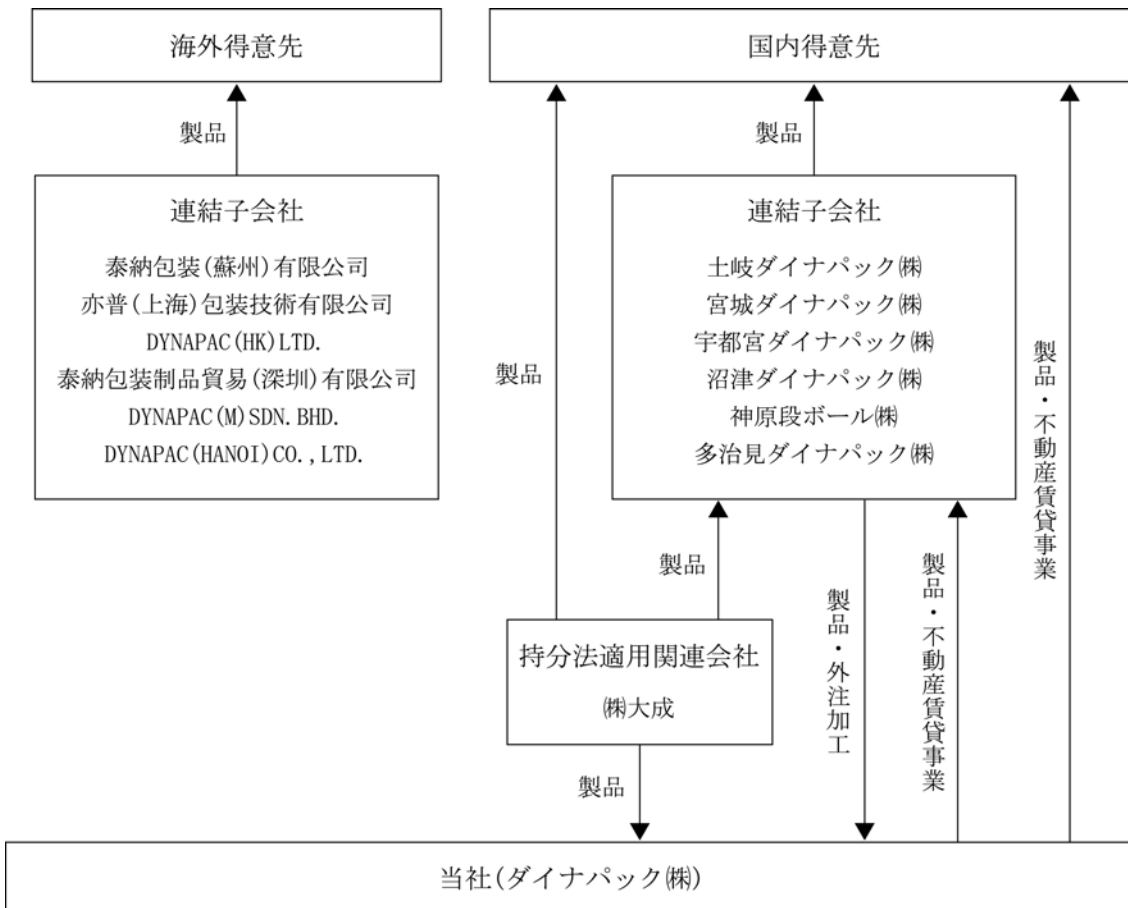 海外得意先
国内得意先
製品
製品
製品・不動産賃貸事業
連結子会社
泰納包装(蘇州)有限公司
亦普(上海)包装技術有限公司
DYNAPAC(HK)LTD.
泰納包装制品貿易(深圳)有限公司
DYNAPAC(M)SDN.BHD.
DYNAPAC(HANOI)CO.,LTD.
製品
連結子会社
土岐ダイナパック㈱
宮城ダイナパック㈱
宇都宮ダイナパック㈱
沼津ダイナパック㈱
神原段ボール㈱
多治見ダイナパック㈱
製品
製品・外注加工
製品・不動産賃貸事業
持分法適用関連会社
㈱大成
製品
当社(ダイナパック㈱)